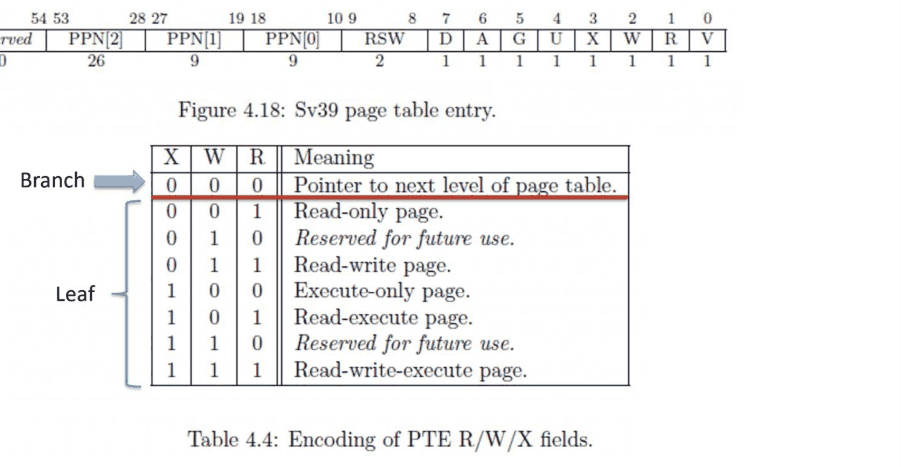 54 53 28 27 19 18 10 9 8 7 6 5 4 3 2 1 0
rved PPN[2] PPN[1] PPN[0] RSW D A G U X W R V
0 26 9 9 2 1 1 1 1 1 1 1 1
Figure 4.18: Sv39 page table entry.
X W R Meaning
Branch 0 0 0 Pointer to next level of page table.
0 0 1 Read-only page.
0 1 0 Reserved for future use.
0 1 1 Read-write page.
Leaf 1 0 0 Execute-only page.
1 0 1 Read-execute page.
1 1 0 Reserved for future use.
1 1 1 Read-write-execute page.
Table 4.4: Encoding of PTE R/W/X fields.